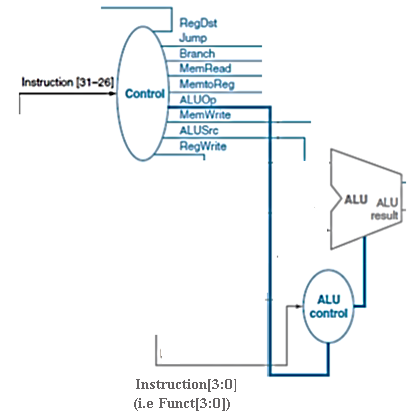 RegDst
Jump
Branch
MemRead
Instruction [31–26]
Control
MemtoReg
ALUOp
MemWrite
ALUSrc
RegWrite
ALU
ALU
result
ALU
control
Instruction[3:0]
(i.e Funct[3:0])